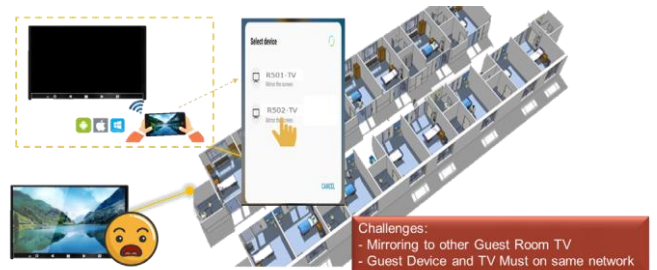 Select device
R501-TV
Mirror the screen
R502-TV
Mirror the screen
CANCEL
Challenges:
- Mirroring to other Guest Room TV
- Guest Device and TV Must on same network